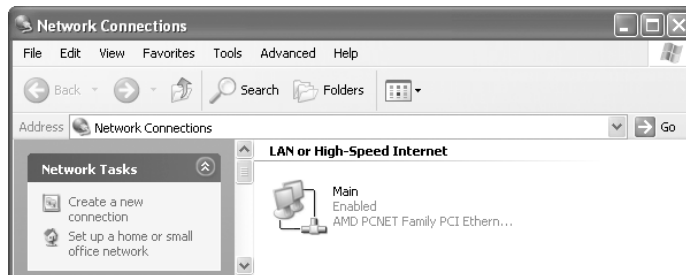 Network Connections
File Edit View Favorites Tools Advanced Help
Back Search Folders
Address Network Connections Go
Network Tasks
Create a new
connection
Set up a home or small
office network
LAN or High-Speed Internet
Main
Enabled
AMD PCNET Family PCI Ethern...